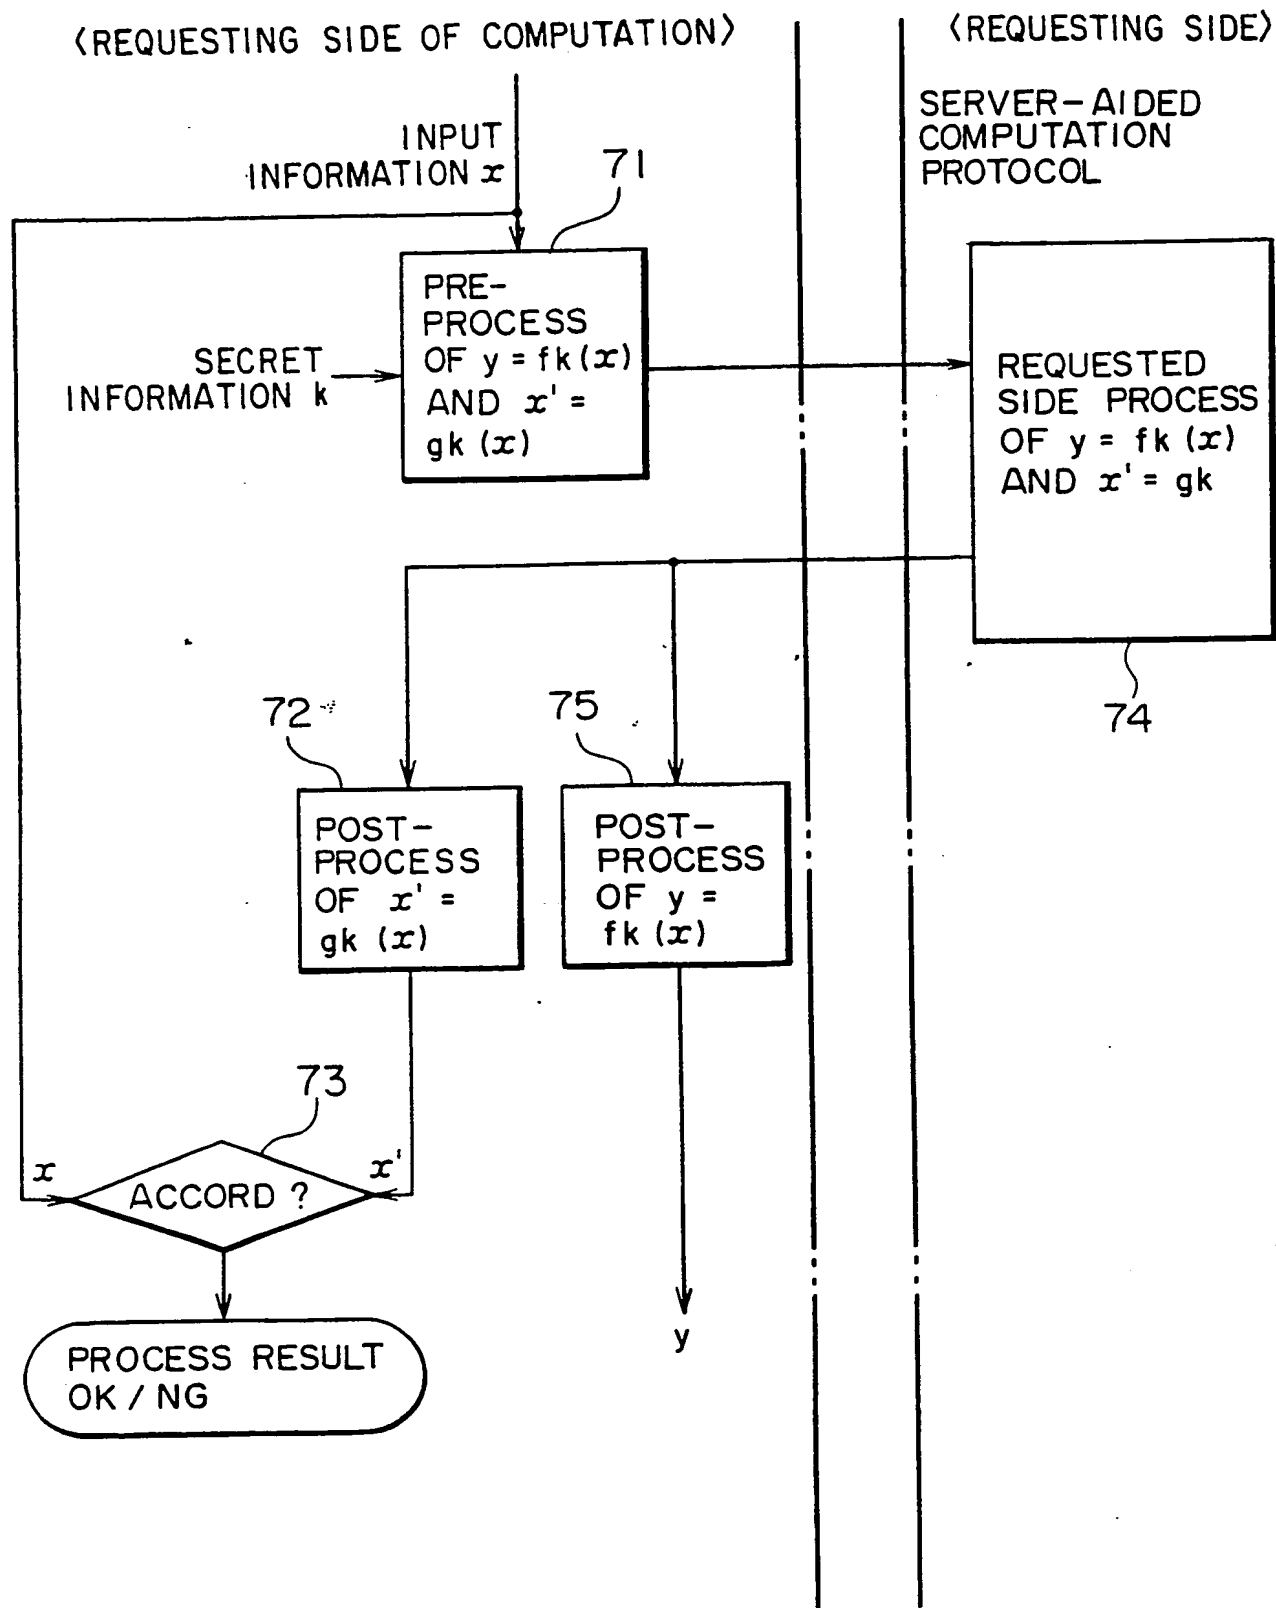 〈REQUESTING SIDE OF COMPUTATION〉
〈REQUESTING SIDE〉
SERVER-AIDED
COMPUTATION
PROTOCOL
INPUT
INFORMATION x
71
PRE-
PROCESS
OF y = fk(x)
AND x' =
gk (x)
SECRET
INFORMATION k
REQUESTED
SIDE PROCESS
OF y = fk (x)
AND x' = gk
74
72
75
POST-
PROCESS
OF x' =
gk (x)
POST-
PROCESS
OF y =
fk (x)
73
x
x'
ACCORD ?
y
PROCESS RESULT
OK / NG